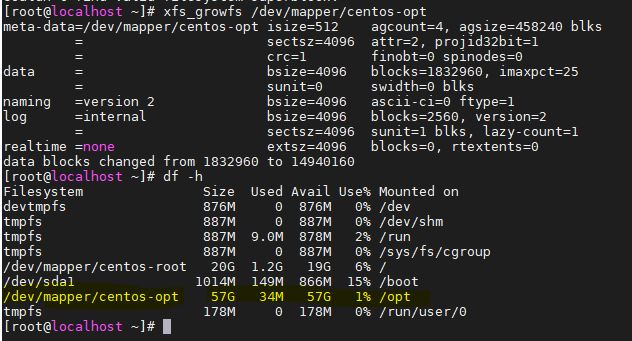 [root@localhost ~]# xfs_growfs /dev/mapper/centos-opt
meta-data=/dev/mapper/centos-opt isize=512    agcount=4, agsize=458240 blks
         =                       sectsz=4096  attr=2, projid32bit=1
         =                       crc=1        finobt=0 spinodes=0
data     =                       bsize=4096   blocks=1832960, imaxpct=25
         =                       sunit=0      swidth=0 blks
naming   =version 2              bsize=4096   ascii-ci=0 ftype=1
log      =internal               bsize=4096   blocks=2560, version=2
         =                       sectsz=4096  sunit=1 blks, lazy-count=1
realtime =none                   extsz=4096   blocks=0, rtextents=0
data blocks changed from 1832960 to 14940160
[root@localhost ~]# df -h
Filesystem               Size  Used Avail Use% Mounted on
devtmpfs                 876M     0  876M   0% /dev
tmpfs                    887M     0  887M   0% /dev/shm
tmpfs                    887M  9.0M  878M   2% /run
tmpfs                    887M     0  887M   0% /sys/fs/cgroup
/dev/mapper/centos-root   20G  1.2G   19G   6% /
/dev/sda1               1014M  149M  866M  15% /boot
/dev/mapper/centos-opt    57G   34M   57G   1% /opt
tmpfs                    178M     0  178M   0% /run/user/0
[root@localhost ~]#